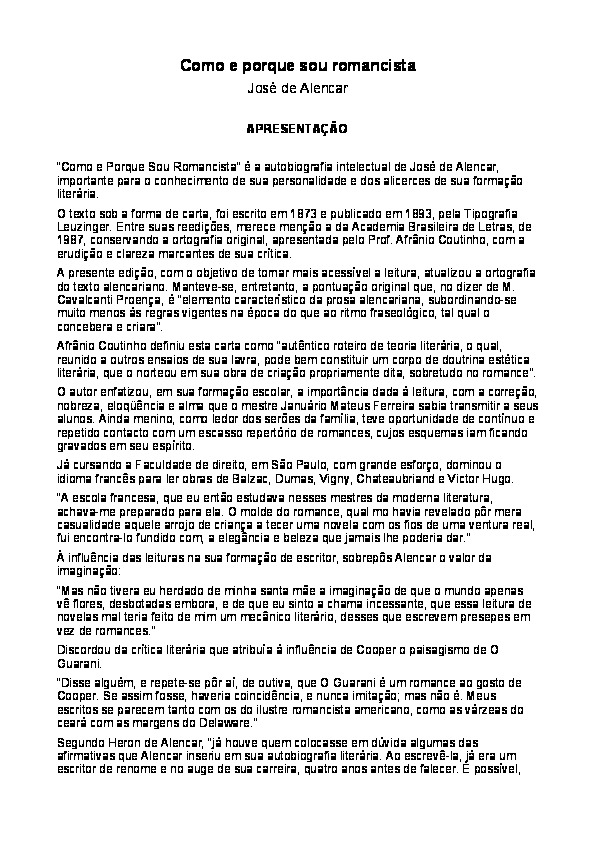 Como e porque sou romancista
José de Alencar
APRESENTAÇÃO
"Como e Porque Sou Romancista" é a autobiografia intelectual de José de Alencar,
importante para o conhecimento de sua personalidade e dos alicerces de sua formação
literária.
O texto sob a forma de carta, foi escrito em 1873 e publicado em 1893, pela Tipografia
Leuzinger. Entre suas reedições, merece menção a da Academia Brasileira de Letras, de
1987, conservando a ortografia original, apresentada pelo Prof. Afrânio Coutinho, com a
erudição e clareza marcantes de sua crítica.
A presente edição, com o objetivo de tornar mais acessível a leitura, atualizou a ortografia
do texto alencariano. Manteve-se, entretanto, a pontuação original que, no dizer de M.
Cavalcanti Proença, é "elemento característico da prosa alencariana, subordinando-se
muito menos às regras vigentes na época do que ao ritmo fraseológico, tal qual o
concebera e criara".
Afrânio Coutinho definiu esta carta como "autêntico roteiro de teoria literária, o qual,
reunido a outros ensaios de sua lavra, pode bem constituir um corpo de doutrina estética
literária, que o norteou em sua obra de criação propriamente dita, sobretudo no romance".
O autor enfatizou, em sua formação escolar, a importância dada à leitura, com a correção,
nobreza, eloqüência e alma que o mestre Januário Mateus Ferreira sabia transmitir a seus
alunos. Ainda menino, como ledor dos serões da família, teve oportunidade de contínuo e
repetido contacto com um escasso repertório de romances, cujos esquemas iam ficando
gravados em seu espírito.
Já cursando a Faculdade de direito, em São Paulo, com grande esforço, dominou o
idioma francês para ler obras de Balzac, Dumas, Vigny, Chateaubriand e Victor Hugo.
"A escola francesa, que eu então estudava nesses mestres da moderna literatura,
achava-me preparado para ela. O molde do romance, qual mo havia revelado pôr mera
casualidade aquele arrojo de criança a tecer uma novela com os fios de uma ventura real,
fui encontra-lo fundido com, a elegância e beleza que jamais lhe poderia dar."
À influência das leituras na sua formação de escritor, sobrepôs Alencar o valor da
imaginação:
"Mas não tivera eu herdado de minha santa mãe a imaginação de que o mundo apenas
vê flores, desbotadas embora, e de que eu sinto a chama incessante, que essa leitura de
novelas mal teria feito de mim um mecânico literário, desses que escrevem presepes em
vez de romances."
Discordou da crítica literária que atribuía à influência de Cooper o paisagismo de O
Guarani.
"Disse alguém, e repete-se pôr aí, de outiva, que O Guarani é um romance ao gosto de
Cooper. Se assim fosse, haveria coincidência, e nunca imitação; mas não é. Meus
escritos se parecem tanto com os do ilustre romancista americano, como as várzeas do
ceará com as margens do Delaware."
Segundo Heron de Alencar, "já houve quem colocasse em dúvida algumas das
afirmativas que Alencar inseriu em sua autobiografia literária. Ao escrevê-la, já era um
escritor de renome e no auge de sua carreira, quatro anos antes de falecer. É possível,